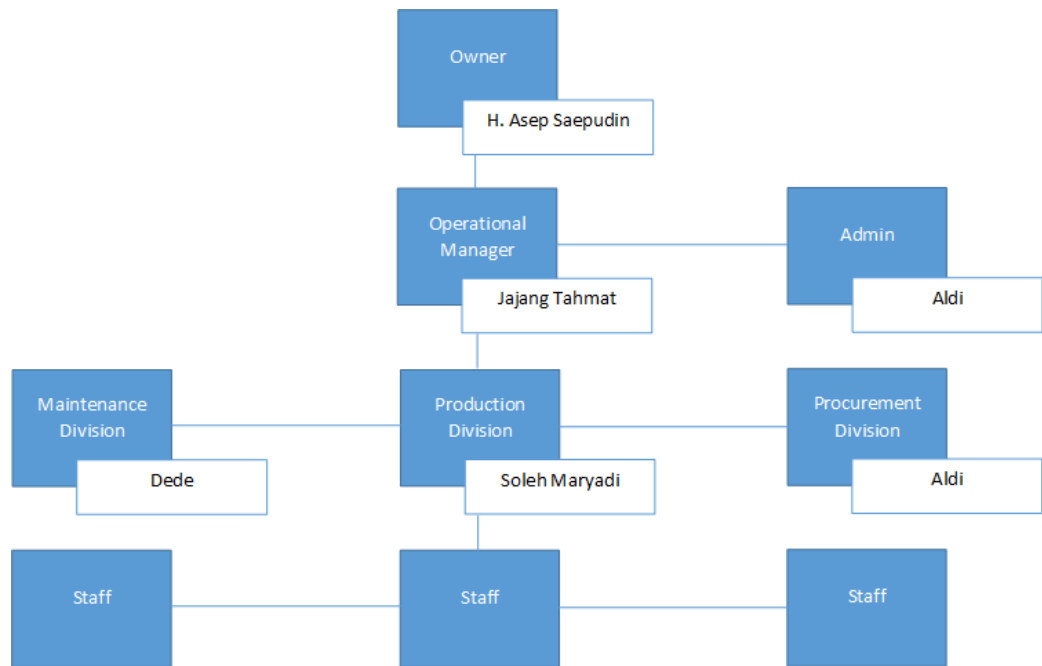 Owner
H. Asep Saepudin
Operational
Manager
Jajang Tahmat
Admin
Aldi
Maintenance
Division
Dede
Production
Division
Soleh Maryadi
Procurement
Division
Aldi
Staff
Staff
Staff